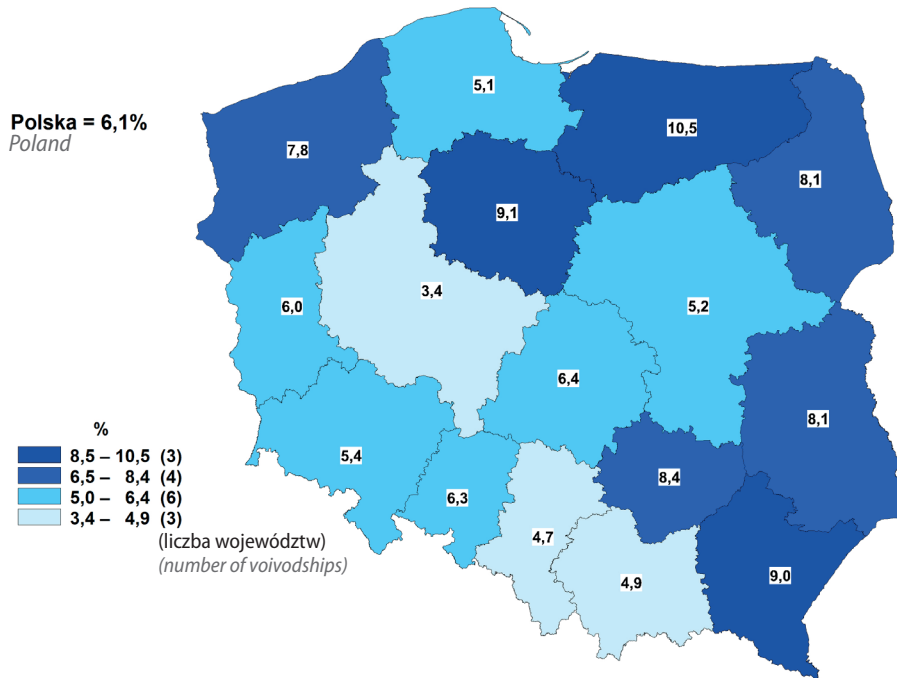 Polska = 6,1%
Poland
5,1
10,5
7,8
8,1
9,1
3,4
5,2
6,0
6,4
8,1
5,4
8,4
6,3
4,7
4,9
9,0
%
8,5 – 10,5 (3)
6,5 – 8,4 (4)
5,0 – 6,4 (6)
3,4 – 4,9 (3)
(liczba województw)
(number of voivodships)